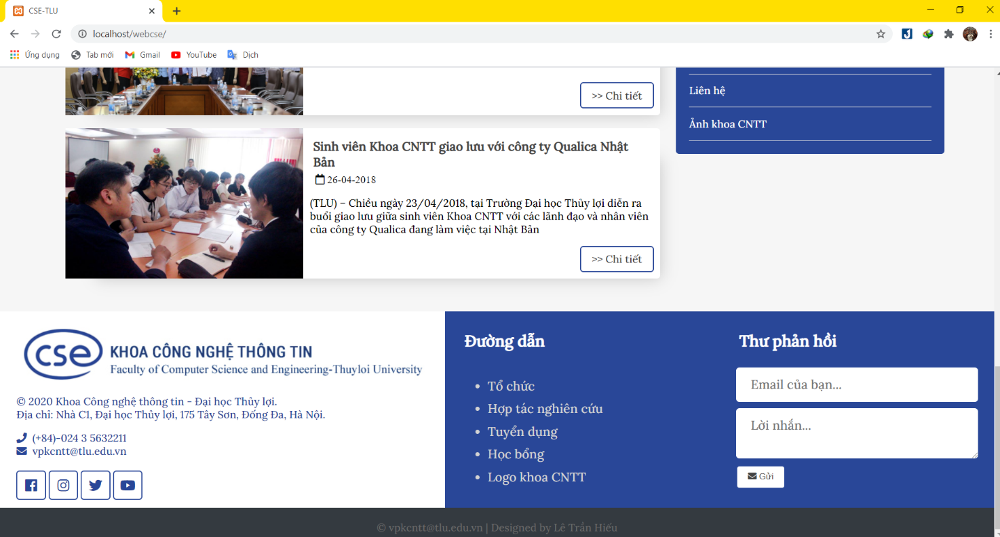 CSE-TLU
localhost/webcse/
Ứng dụng
Tab mới
Gmail
YouTube
Dịch
>> Chi tiết
Liên hệ
Ảnh khoa CNTT
Sinh viên Khoa CNTT giao lưu với công ty Qualica Nhật
Bản
26-04-2018
(TLU) – Chiều ngày 23/04/2018, tại Trường Đại học Thủy lợi diễn ra
buổi giao lưu giữa sinh viên Khoa CNTT với các lãnh đạo và nhân viên
của công ty Qualica đang làm việc tại Nhật Bản
>> Chi tiết
cse
KHOA CÔNG NGHỆ THÔNG TIN
Faculty of Computer Science and Engineering-Thuyloi University
© 2020 Khoa Công nghệ thông tin - Đại học Thủy lợi.
Địa chỉ: Nhà C1, Đại học Thủy lợi, 175 Tây Sơn, Đống Đa, Hà Nội.
(+84)-024 3 5632211
vpkcntt@tlu.edu.vn
Đường dẫn
Tổ chức
Hợp tác nghiên cứu
Tuyển dụng
Học bổng
Logo khoa CNTT
Thư phản hồi
Email của bạn...
Lời nhắn...
Gửi
© vpkcntt@tlu.edu.vn | Designed by Lê Trần Hiếu